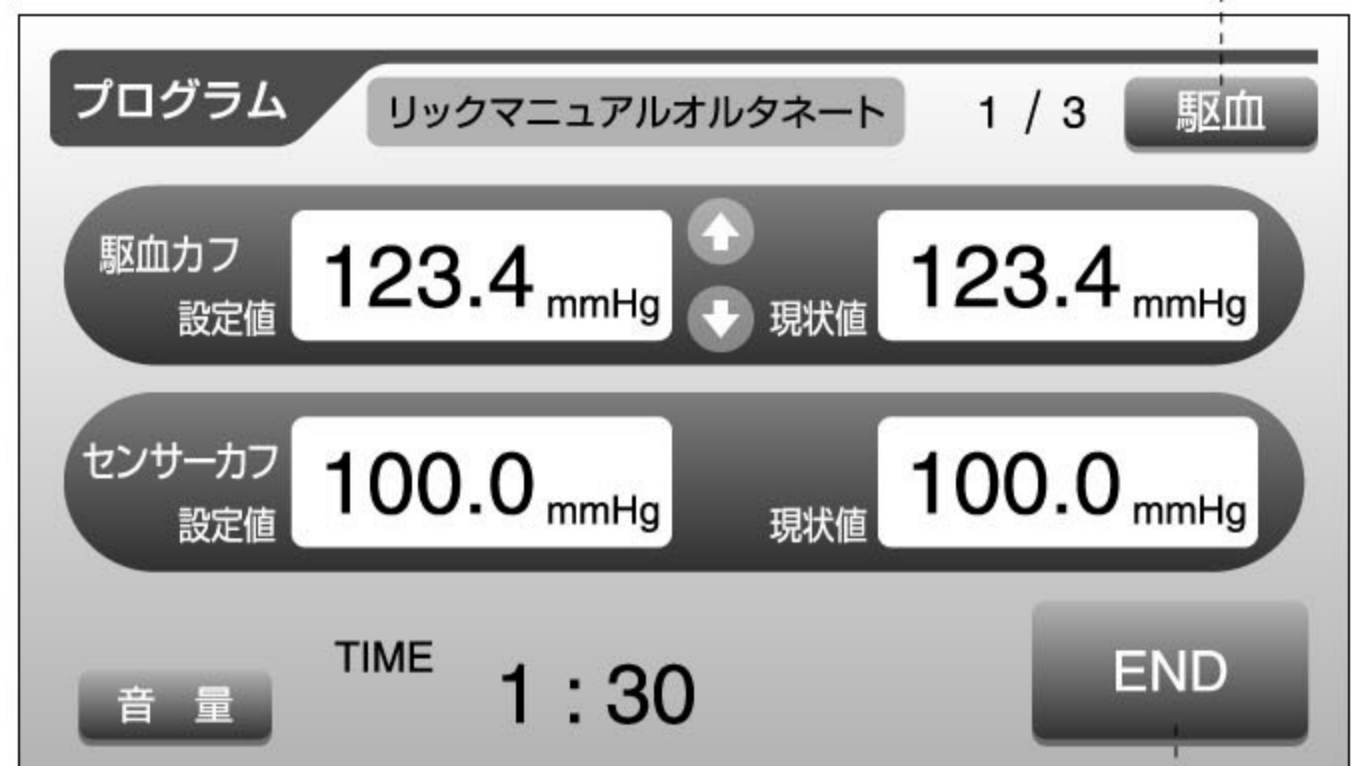 プログラム リックマニュアルオルタネート 1 / 3 駆血
駆血カフ
設定値 123.4 mmHg 現状値 123.4 mmHg
センサーカフ
設定値 100.0 mmHg 現状値 100.0 mmHg
音 量 TIME 1 : 30 END